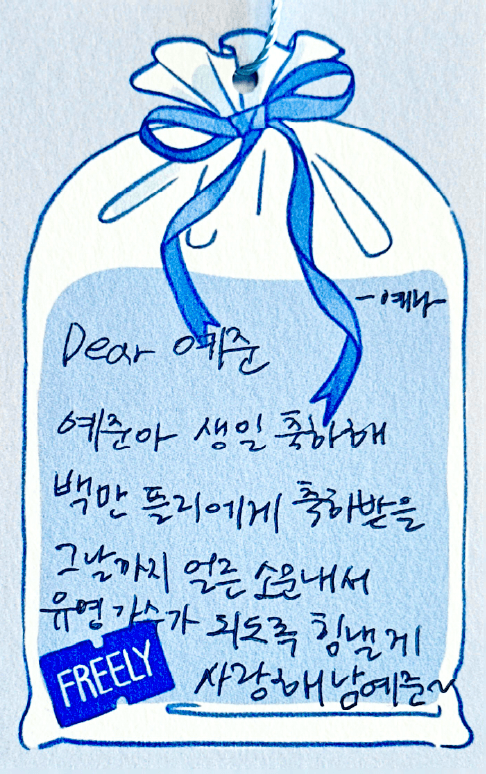 -예나-
Dear 예준
예준아 생일 축하해
백만 플리에게 축하받을
그날까지 얼른 소문내서
유명 가수가 되도록 힘낼게
FREELY
사랑해 남예준~